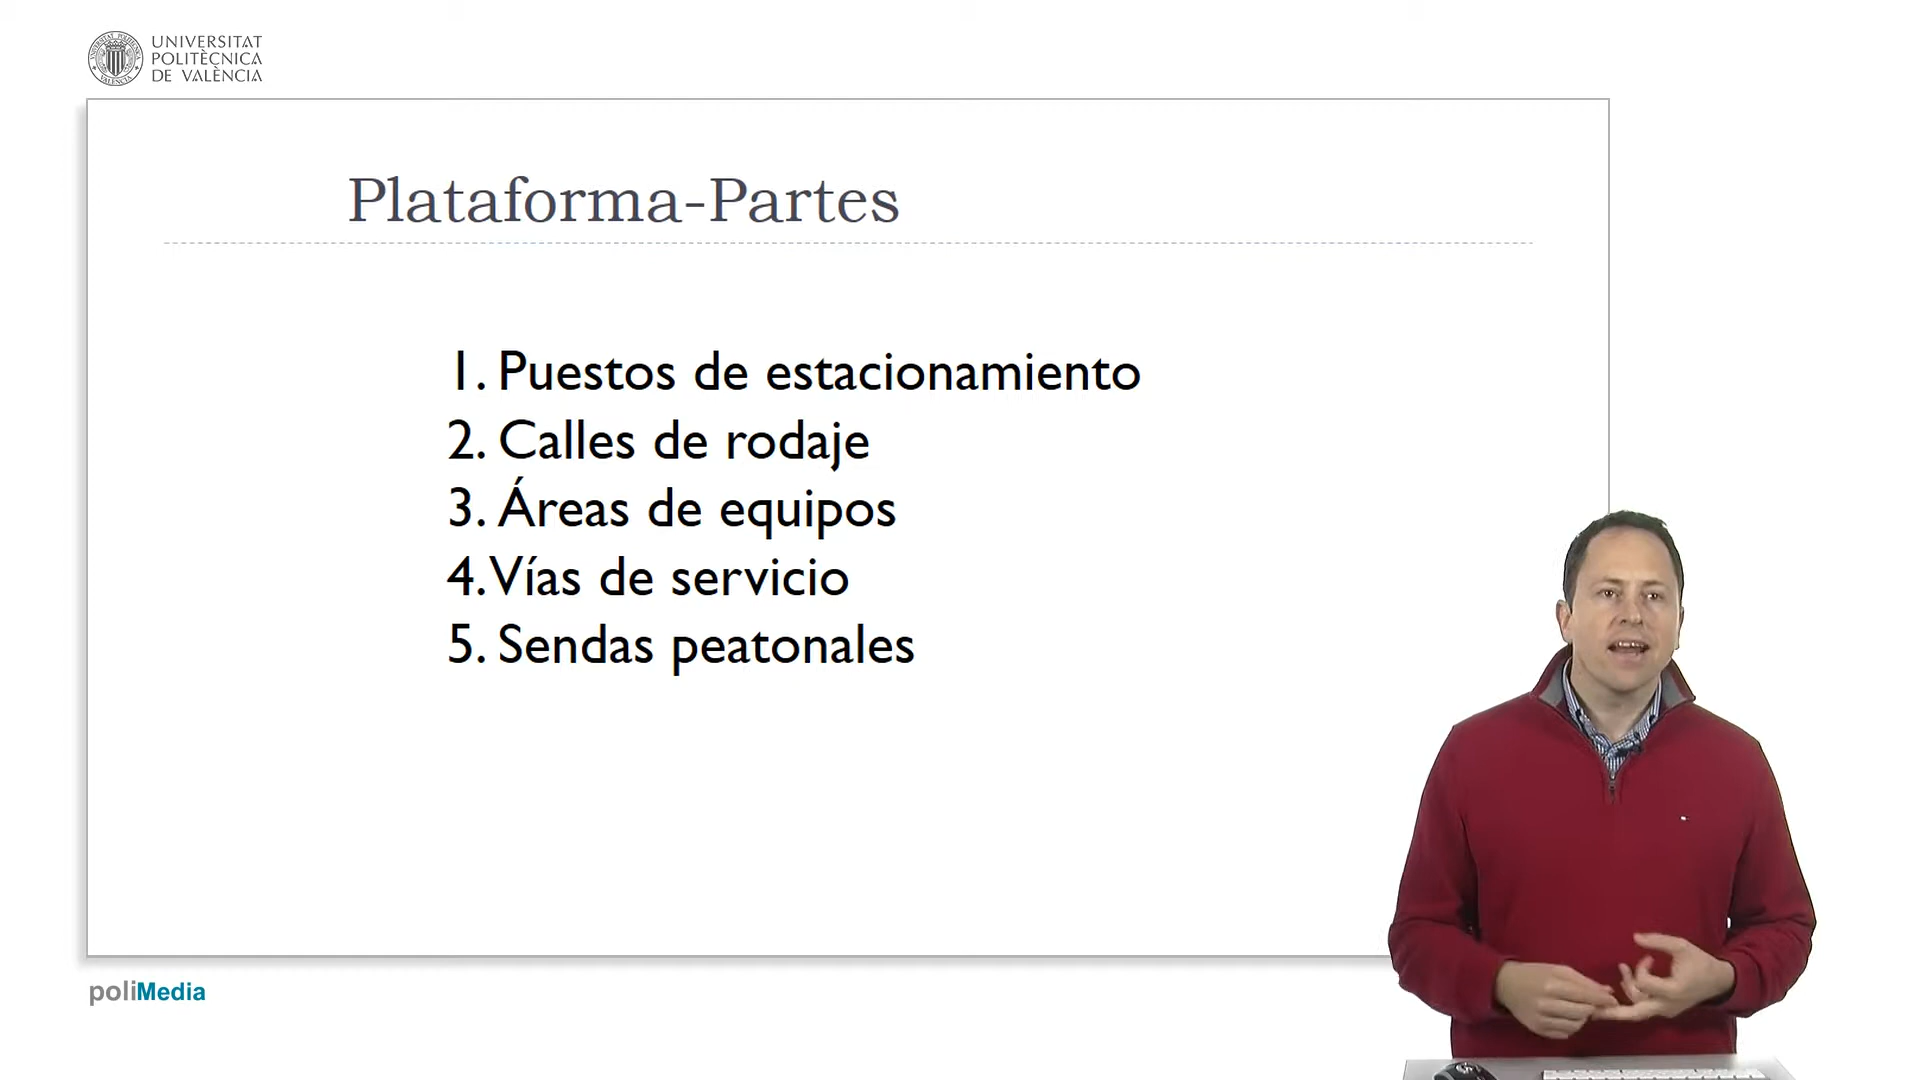 UNIVERSITAT
POLITÈCNICA
DE VALÈNCIA
Plataforma-Partes
1. Puestos de estacionamiento
2. Calles de rodaje
3. Áreas de equipos
4. Vías de servicio
5. Sendas peatonales
poliMedia